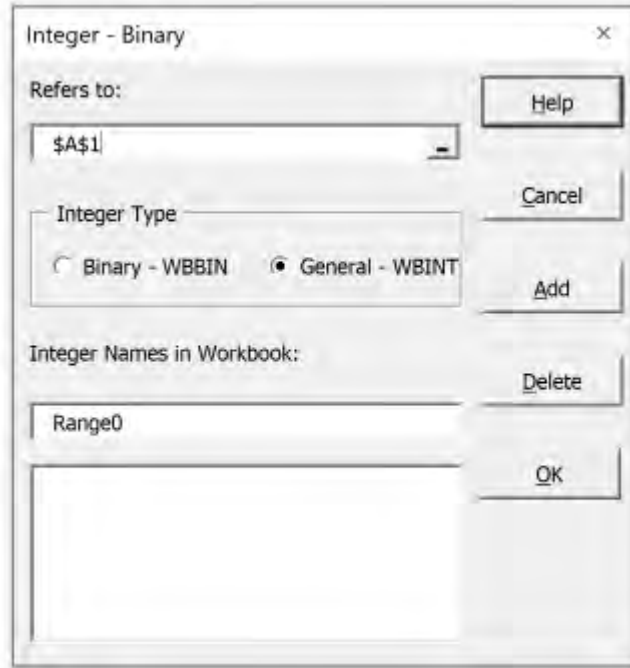 Integer - Binary ×
Refers to:
Help
$A$1
Cancel
Integer Type
Binary - WBBIN
General - WBINT
Add
Integer Names in Workbook:
Delete
Range0
OK